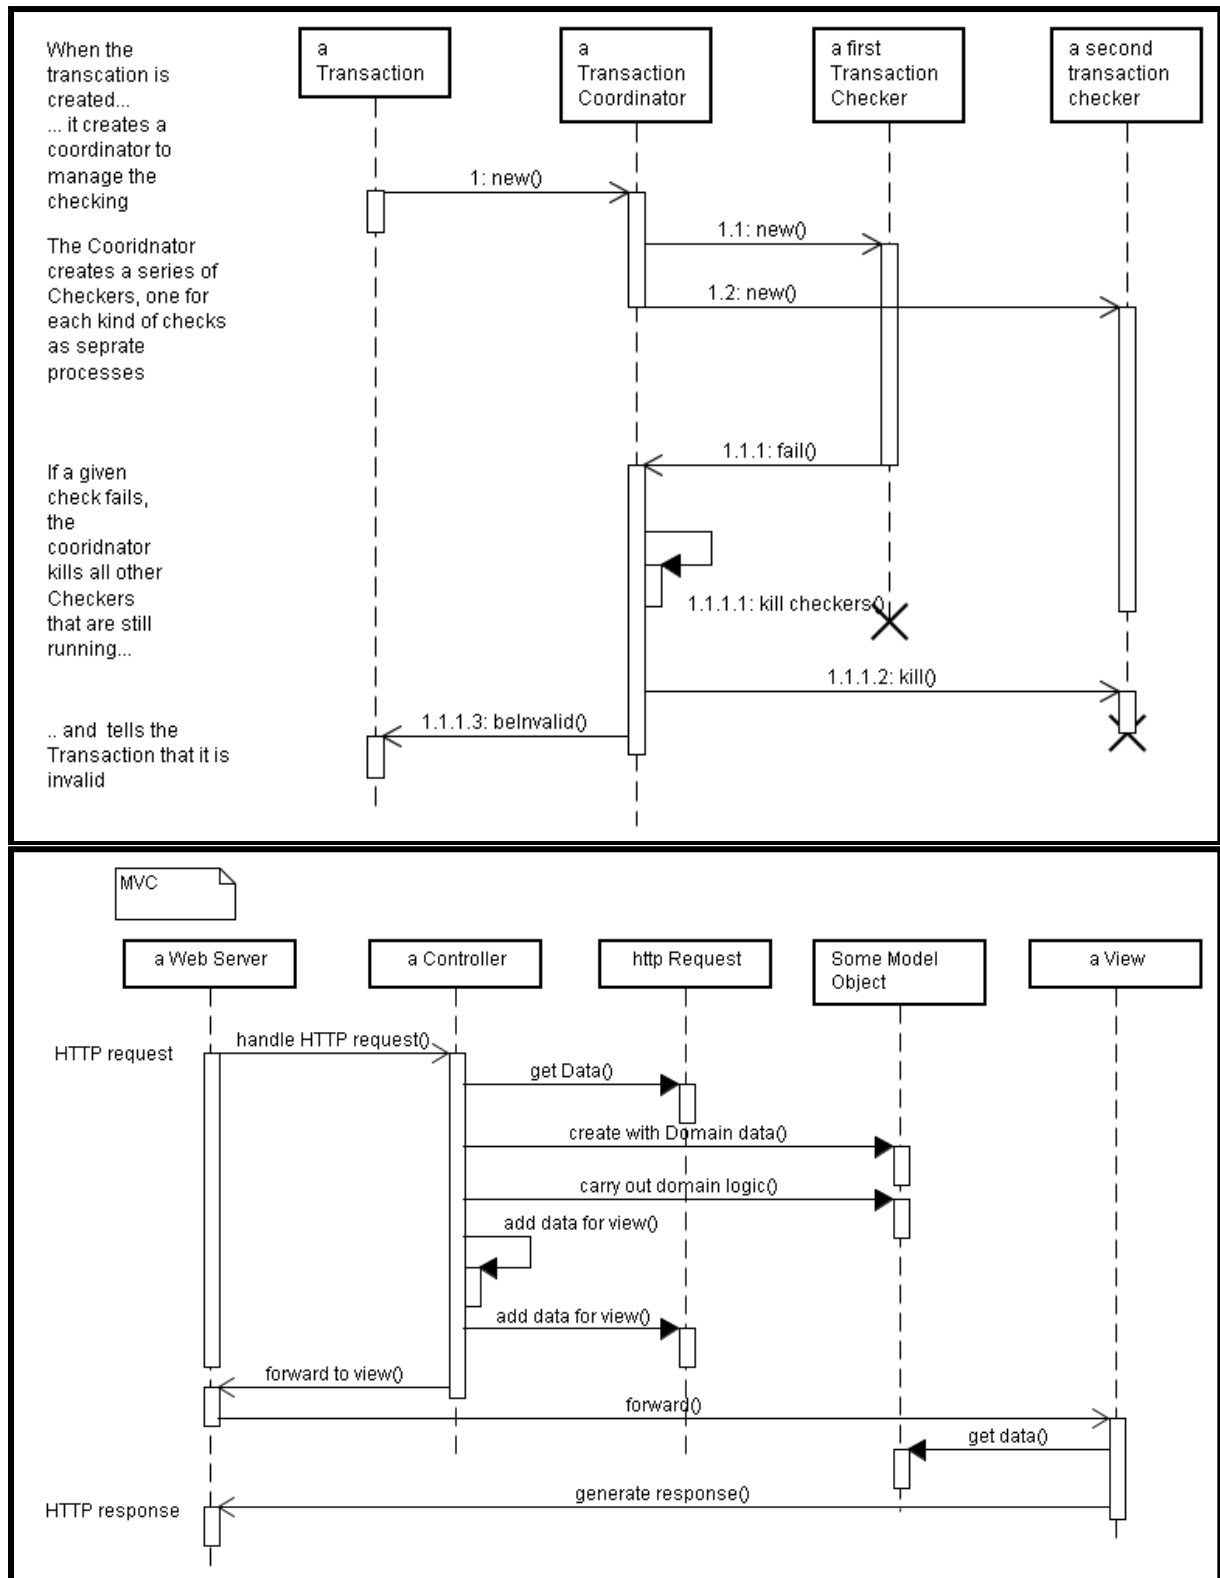 When the
transcation is
created...
... it creates a
coordinator to
manage the
checking
The Cooridnator
creates a series of
Checkers, one for
each kind of checks
as seprate
processes
If a given
check fails,
the
cooridnator
kills all other
Checkers
that are still
running...
.. and tells the
Transaction that it is
invalid
a
Transaction
a
Transaction
Coordinator
a first
Transaction
Checker
a second
transaction
checker
1: new()
1.1: new()
1.2: new()
1.1.1: fail()
1.1.1.1: kill checkers()
1.1.1.2: kill()
1.1.1.3: beInvalid()
MVC
a Web Server
a Controller
http Request
Some Model
Object
a View
HTTP request
handle HTTP request()
get Data()
create with Domain data()
carry out domain logic()
add data for view()
add data for view()
forward to view()
forward()
get data()
generate response()
HTTP response